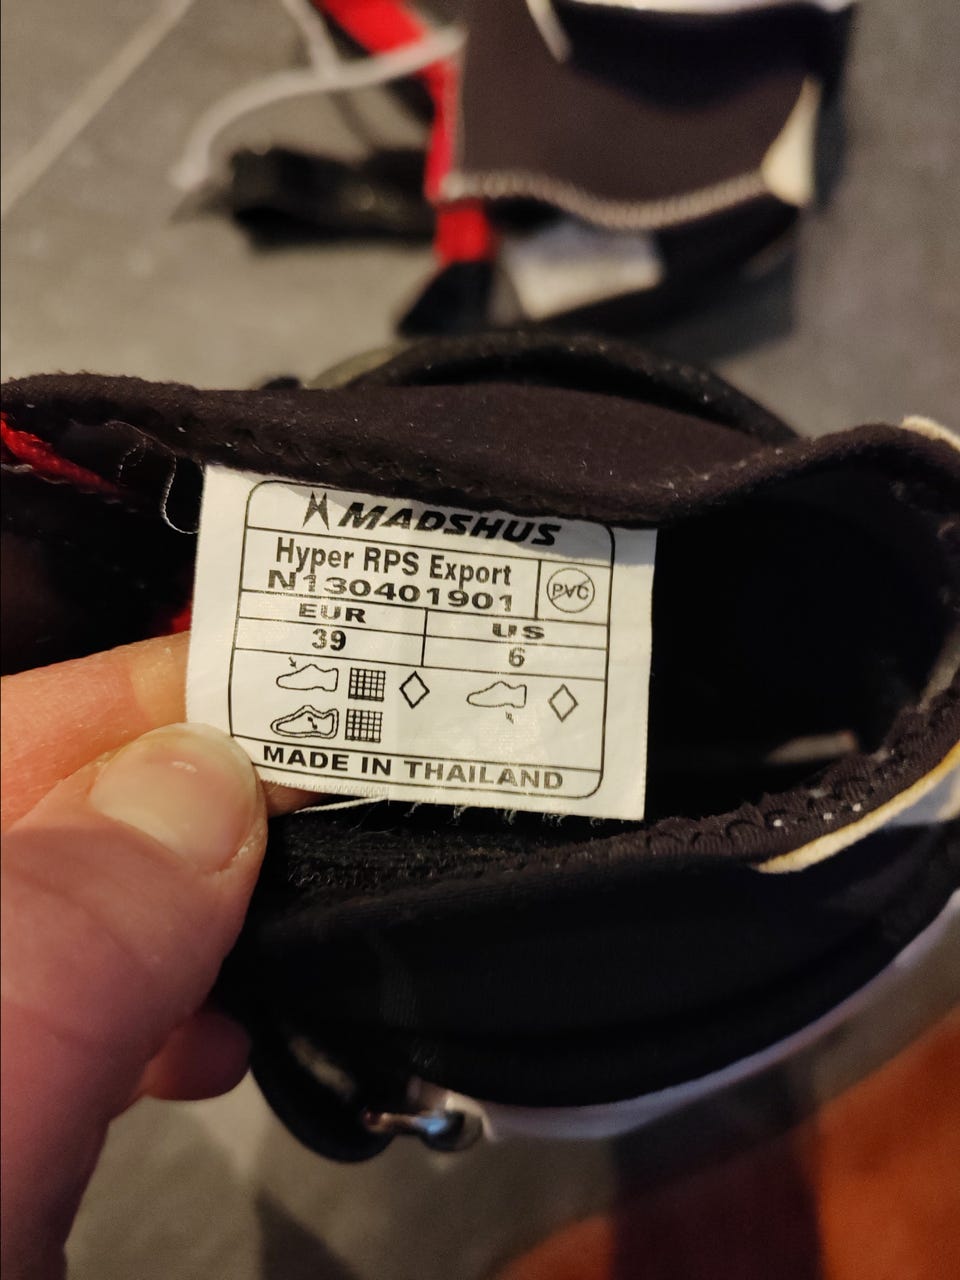 MADSHUS
Hyper RPS Export
N130401901
PVC
EUR
US
39
6
MADE IN THAILAND